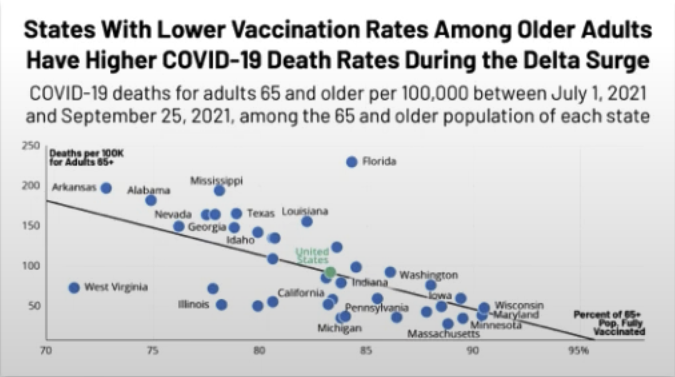 States With Lower Vaccination Rates Among Older Adults
Have Higher COVID-19 Death Rates During the Delta Surge
COVID-19 deaths for adults 65 and older per 100,000 between July 1, 2021
and September 25, 2021, among the 65 and older population of each state
250
Deaths per 100K
for Adults 65+
Florida
200
Arkansas
Alabama
Mississippi
150
Nevada
Georgia
Texas
Louisiana
Idaho
100
United
States
Indiana
Washington
West Virginia
50
Illinois
California
Pennsylvania
Iowa
Wisconsin
Maryland
Michigan
Massachusetts
Minnesota
Percent of 65+
Pop. Fully
Vaccinated
70
75
80
85
90
95%